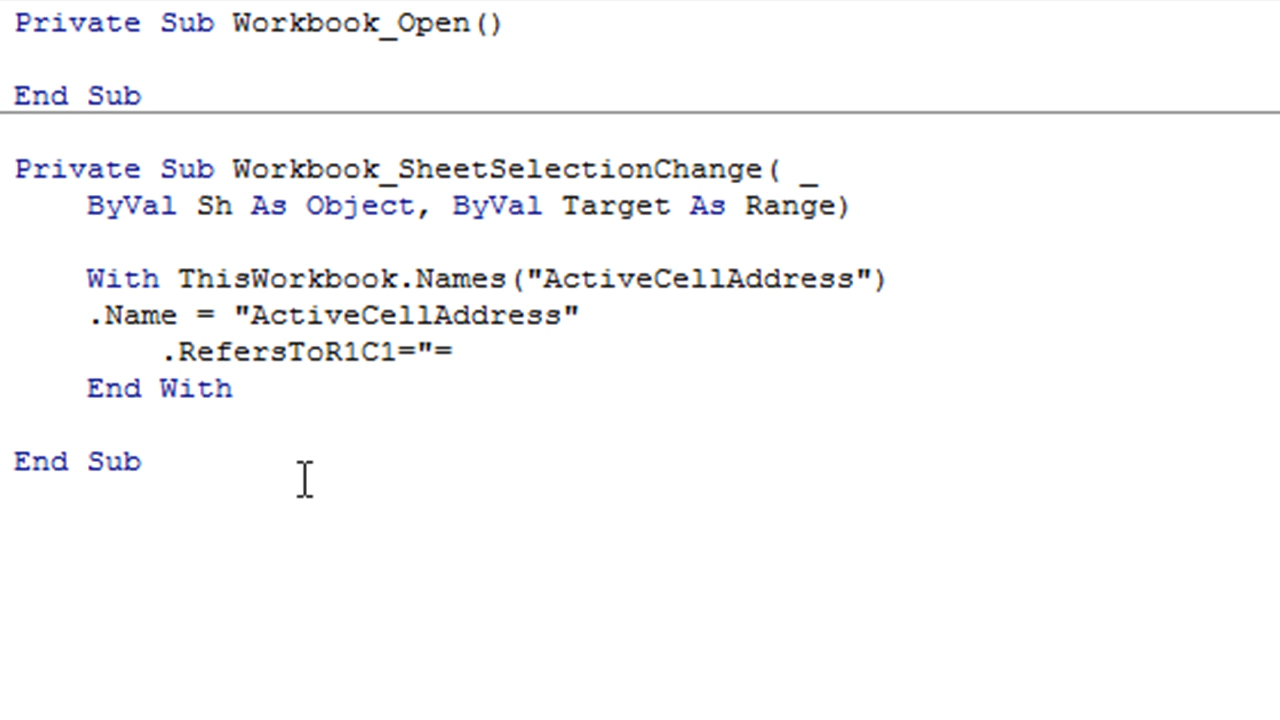 Private Sub Workbook_Open()
End Sub
Private Sub Workbook_SheetSelectionChange( _
ByVal Sh As Object, ByVal Target As Range)
With ThisWorkbook.Names("ActiveCellAddress")
.Name = "ActiveCellAddress"
.RefersToR1C1="=
End With
End Sub